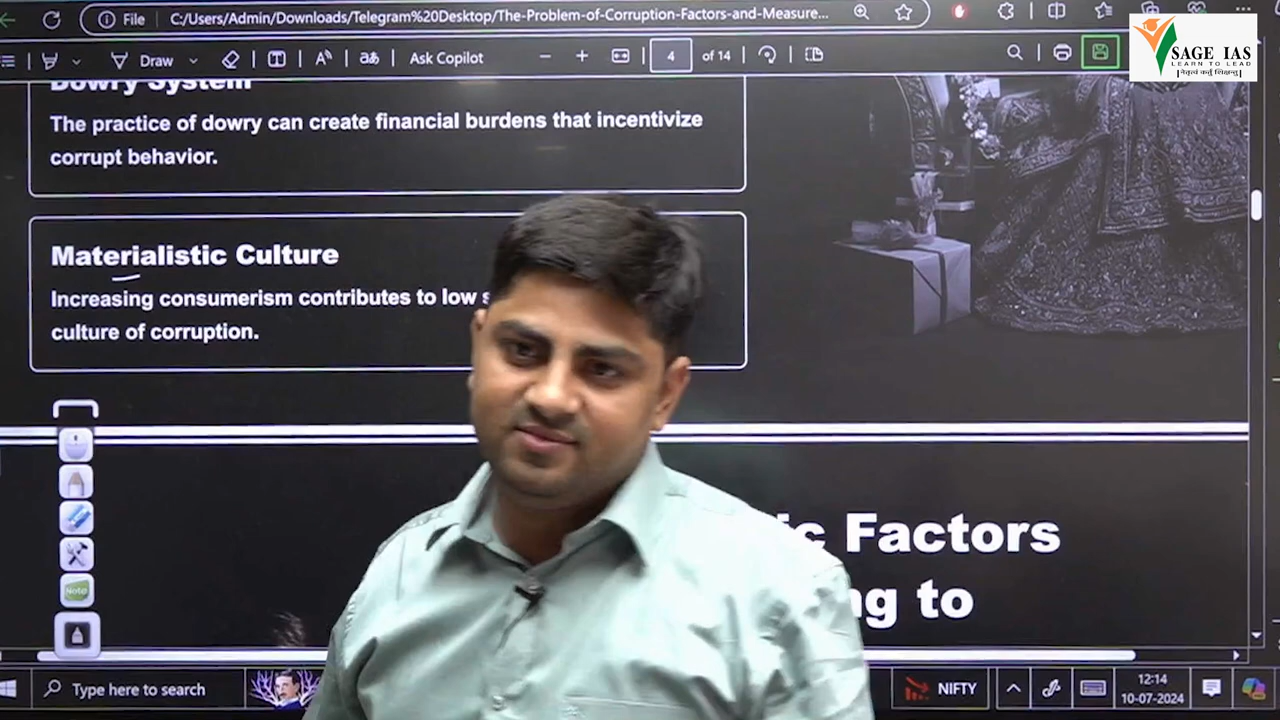 File
C:/Users/Admin/Downloads/Telegram%20Desktop/The-Problem-of-Corruption-Factors-and-Measure...
Draw
Ask Copilot
4
of 14
SAGE IAS
LEARN TO LEAD
नेतृत्वं कर्तुं शिक्षन्तु
Dowry System
The practice of dowry can create financial burdens that incentivize
corrupt behavior.
Materialistic Culture
Increasing consumerism contributes to low
culture of corruption.
Factors
to
Note
Type here to search
NIFTY
12:14
10-07-2024